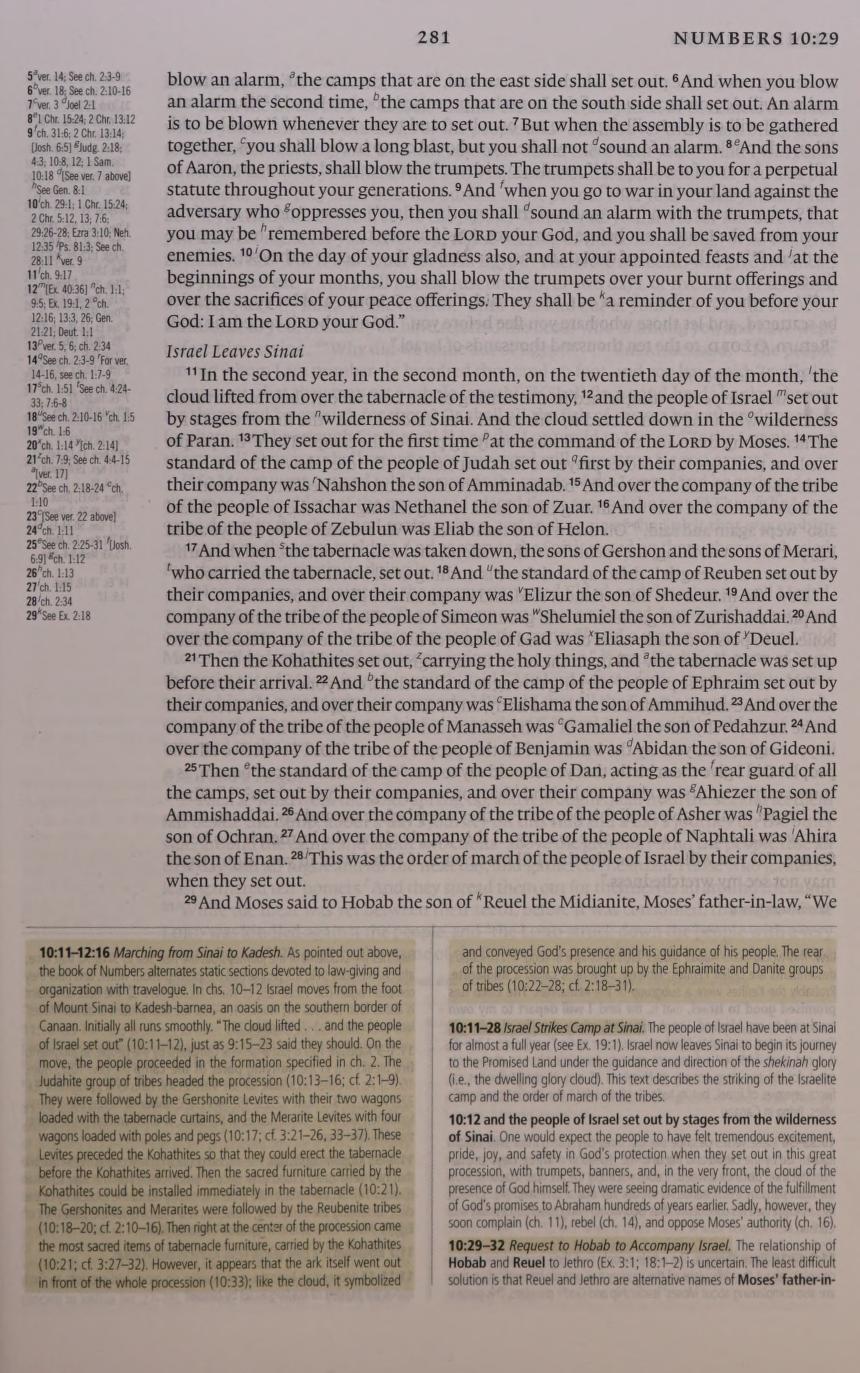 281
NUMBERS 10:29
5 a ver. 14; See ch. 2:3-9
6 b ver. 18; See ch. 2:10-16
7 c ver. 3 d Joel 2:1
8 e 1 Chr. 15:24; 2 Chr. 13:12
9 f ch. 31:6; 2 Chr. 13:14;
[Josh. 6:5] g Judg. 2:18;
4:3; 10:8, 12; 1 Sam.
10:18 d [See ver. 7 above]
h See Gen. 8:1
10 i ch. 29:1; 1 Chr. 15:24;
2 Chr. 5:12, 13; 7:6;
29:26-28; Ezra 3:10; Neh.
12:35 j Ps. 81:3; See ch.
28:11 k ver. 9
11 l ch. 9:17
12 m [Ex. 40:36] n ch. 1:1;
9:5; Ex. 19:1, 2 o ch.
12:16; 13:3, 26; Gen.
21:21; Deut. 1:1
13 p ver. 5, 6; ch. 2:34
14 q See ch. 2:3-9 r For ver.
14-16, see ch. 1:7-9
17 s ch. 1:51 t See ch. 4:24-
33; 7:6-8
18 u See ch. 2:10-16 v ch. 1:5
19 w ch. 1:6
20 x ch. 1:14 y [ch. 2:14]
21 z ch. 7:9; See ch. 4:4-15
a [ver. 17]
22 b See ch. 2:18-24 c ch.
1:10
23 c [See ver. 22 above]
24 d ch. 1:11
25 e See ch. 2:25-31 f [Josh.
6:9] g ch. 1:12
26 h ch. 1:13
27 i ch. 1:15
28 j ch. 2:34
29 k See Ex. 2:18
blow an alarm, a the camps that are on the east side shall set out. 6 And when you blow
an alarm the second time, b the camps that are on the south side shall set out. An alarm
is to be blown whenever they are to set out. 7 But when the assembly is to be gathered
together, c you shall blow a long blast, but you shall not d sound an alarm. 8 e And the sons
of Aaron, the priests, shall blow the trumpets. The trumpets shall be to you for a perpetual
statute throughout your generations. 9 And f when you go to war in your land against the
adversary who g oppresses you, then you shall d sound an alarm with the trumpets, that
you may be h remembered before the LORD your God, and you shall be saved from your
enemies. 10 i On the day of your gladness also, and at your appointed feasts and j at the
beginnings of your months, you shall blow the trumpets over your burnt offerings and
over the sacrifices of your peace offerings. They shall be k a reminder of you before your
God: I am the LORD your God.”
Israel Leaves Sinai
11 In the second year, in the second month, on the twentieth day of the month, l the
cloud lifted from over the tabernacle of the testimony, 12 and the people of Israel m set out
by stages from the n wilderness of Sinai. And the cloud settled down in the o wilderness
of Paran. 13 They set out for the first time p at the command of the LORD by Moses. 14 The
standard of the camp of the people of Judah set out q first by their companies, and over
their company was r Nahshon the son of Amminadab. 15 And over the company of the tribe
of the people of Issachar was Nethanel the son of Zuar. 16 And over the company of the
tribe of the people of Zebulun was Eliab the son of Helon.
17 And when s the tabernacle was taken down, the sons of Gershon and the sons of Merari,
t who carried the tabernacle, set out. 18 And u the standard of the camp of Reuben set out by
their companies, and over their company was v Elizur the son of Shedeur. 19 And over the
company of the tribe of the people of Simeon was w Shelumiel the son of Zurishaddai. 20 And
over the company of the tribe of the people of Gad was x Eliasaph the son of y Deuel.
21 Then the Kohathites set out, z carrying the holy things, and a the tabernacle was set up
before their arrival. 22 And b the standard of the camp of the people of Ephraim set out by
their companies, and over their company was c Elishama the son of Ammihud. 23 And over the
company of the tribe of the people of Manasseh was c Gamaliel the son of Pedahzur. 24 And
over the company of the tribe of the people of Benjamin was d Abidan the son of Gideoni.
25 Then e the standard of the camp of the people of Dan, acting as the f rear guard of all
the camps, set out by their companies, and over their company was g Ahiezer the son of
Ammishaddai. 26 And over the company of the tribe of the people of Asher was h Pagiel the
son of Ochran. 27 And over the company of the tribe of the people of Naphtali was i Ahira
the son of Enan. 28 j This was the order of march of the people of Israel by their companies,
when they set out.
29 And Moses said to Hobab the son of k Reuel the Midianite, Moses’ father-in-law, “We
10:11–12:16 Marching from Sinai to Kadesh. As pointed out above,
the book of Numbers alternates static sections devoted to law-giving and
organization with travelogue. In chs. 10–12 Israel moves from the foot
of Mount Sinai to Kadesh-barnea, an oasis on the southern border of
Canaan. Initially all runs smoothly. “The cloud lifted . . . and the people
of Israel set out” (10:11–12), just as 9:15–23 said they should. On the
move, the people proceeded in the formation specified in ch. 2. The
Judahite group of tribes headed the procession (10:13–16; cf. 2:1–9).
They were followed by the Gershonite Levites with their two wagons
loaded with the tabernacle curtains, and the Merarite Levites with four
wagons loaded with poles and pegs (10:17; cf. 3:21–26, 33–37). These
Levites preceded the Kohathites so that they could erect the tabernacle
before the Kohathites arrived. Then the sacred furniture carried by the
Kohathites could be installed immediately in the tabernacle (10:21).
The Gershonites and Merarites were followed by the Reubenite tribes
(10:18–20; cf. 2:10–16). Then right at the center of the procession came
the most sacred items of tabernacle furniture, carried by the Kohathites
(10:21; cf. 3:27–32). However, it appears that the ark itself went out
in front of the whole procession (10:33); like the cloud, it symbolized
and conveyed God’s presence and his guidance of his people. The rear
of the procession was brought up by the Ephraimite and Danite groups
of tribes (10:22–28; cf. 2:18–31).
10:11–28 Israel Strikes Camp at Sinai. The people of Israel have been at Sinai
for almost a full year (see Ex. 19:1). Israel now leaves Sinai to begin its journey
to the Promised Land under the guidance and direction of the shekinah glory
(i.e., the dwelling glory cloud). This text describes the striking of the Israelite
camp and the order of march of the tribes.
10:12 and the people of Israel set out by stages from the wilderness
of Sinai. One would expect the people to have felt tremendous excitement,
pride, joy, and safety in God’s protection when they set out in this great
procession, with trumpets, banners, and, in the very front, the cloud of the
presence of God himself. They were seeing dramatic evidence of the fulfillment
of God’s promises to Abraham hundreds of years earlier. Sadly, however, they
soon complain (ch. 11), rebel (ch. 14), and oppose Moses’ authority (ch. 16).
10:29–32 Request to Hobab to Accompany Israel. The relationship of
Hobab and Reuel to Jethro (Ex. 3:1; 18:1–2) is uncertain. The least difficult
solution is that Reuel and Jethro are alternative names of Moses’ father-in-